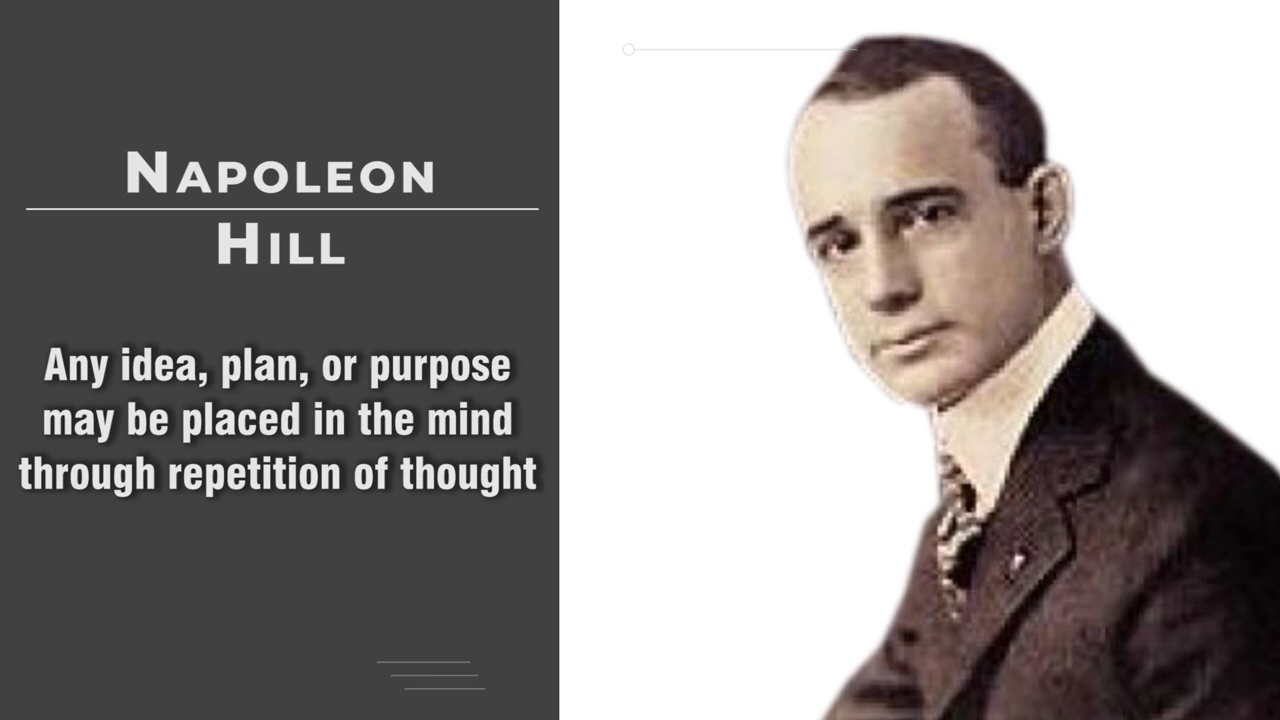 NAPOLEON
HILL
Any idea, plan, or purpose
may be placed in the mind
through repetition of thought